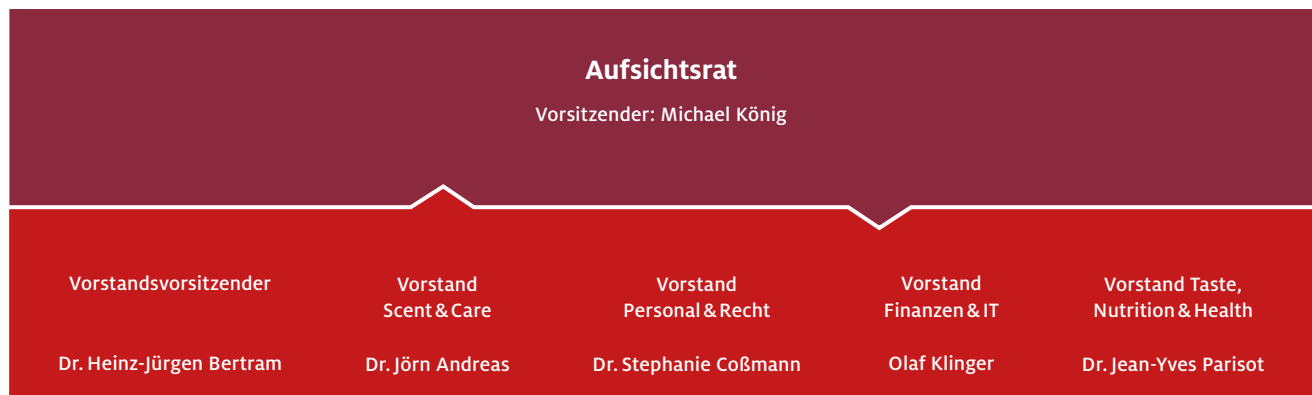 Aufsichtsrat
Vorsitzender: Michael König
Vorstandsvorsitzender
Dr. Heinz-Jürgen Bertram
Vorstand
Scent & Care
Dr. Jörn Andreas
Vorstand
Personal & Recht
Dr. Stephanie Coßmann
Vorstand
Finanzen & IT
Olaf Klinger
Vorstand Taste,
Nutrition & Health
Dr. Jean-Yves Parisot